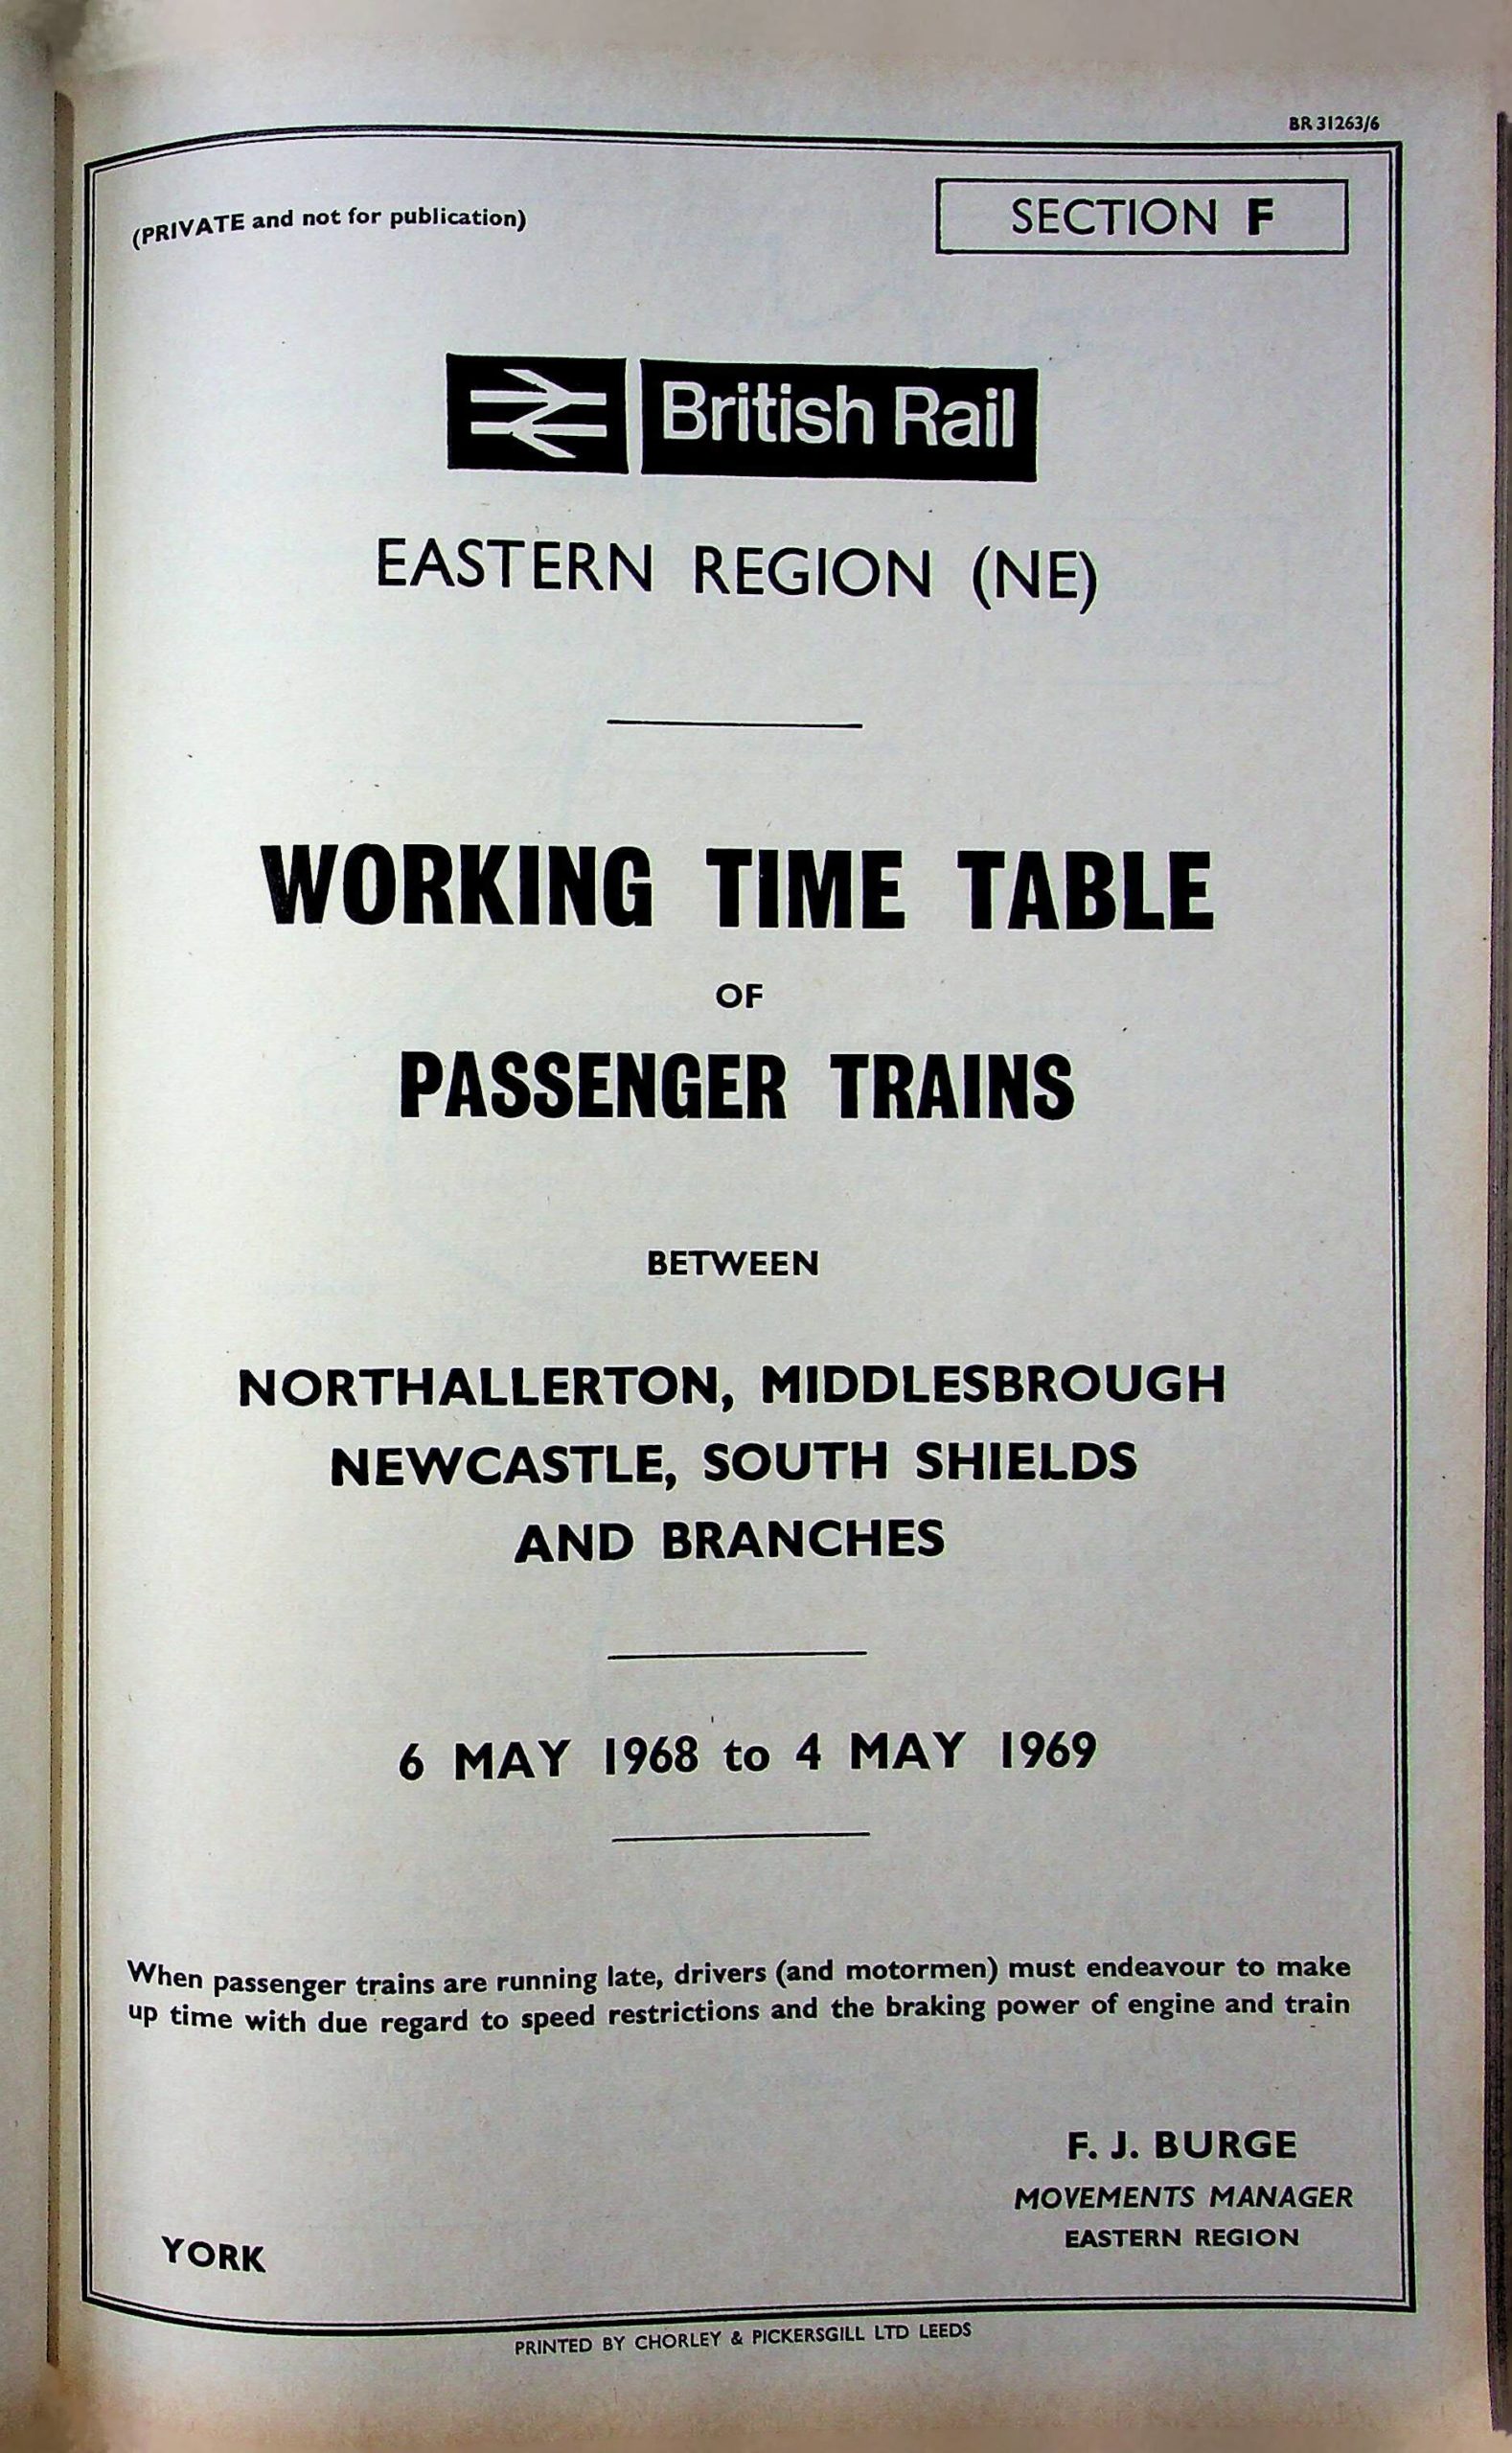 BR 31263/6
(PRIVATE and not for publication)
SECTION F
British Rail
EASTERN REGION (NE)
WORKING TIME TABLE
OF
PASSENGER TRAINS
BETWEEN
NORTHALLERTON, MIDDLESBROUGH
NEWCASTLE, SOUTH SHIELDS
AND BRANCHES
6 MAY 1968 to 4 MAY 1969
When passenger trains are running late, drivers (and motormen) must endeavour to make
up time with due regard to speed restrictions and the braking power of engine and train
F. J. BURGE
MOVEMENTS MANAGER
EASTERN REGION
YORK
PRINTED BY CHORLEY & PICKERSGILL LTD LEEDS